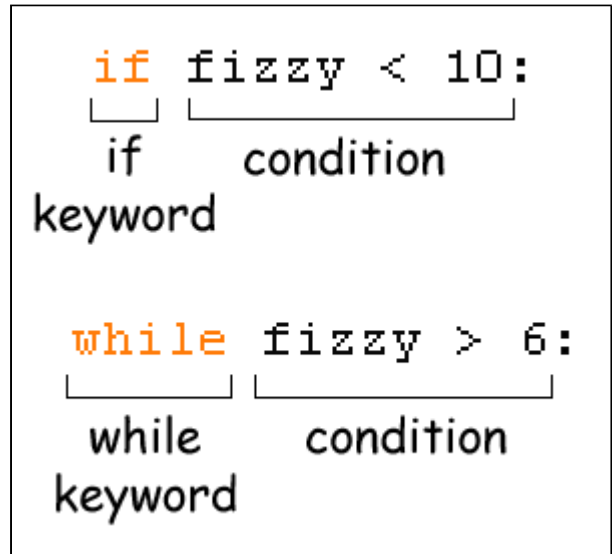 if fizzy < 10:
if condition
keyword
while fizzy > 6:
while condition
keyword